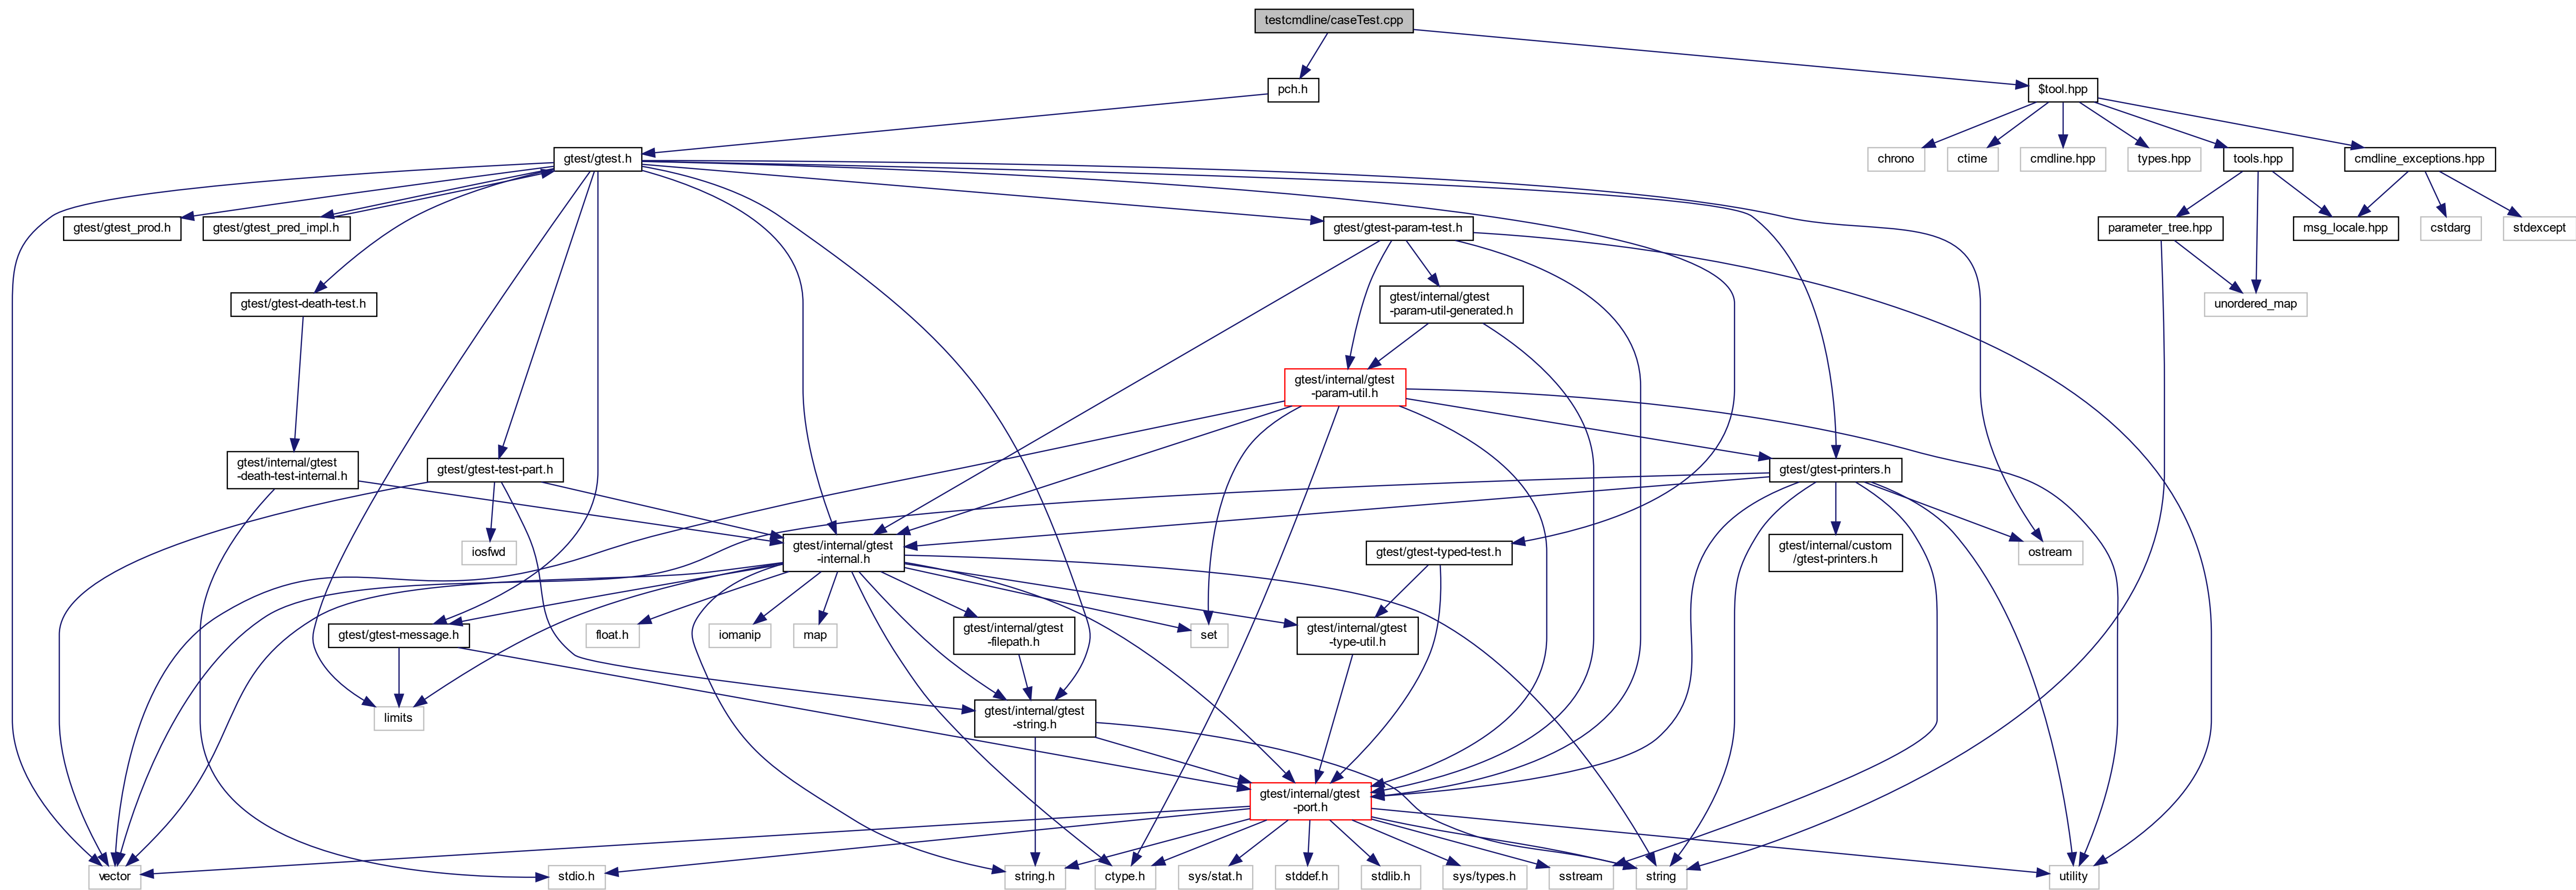 testcmdline/caseTest.cpp
pch.h
$tool.hpp
gtest/gtest.h
chrono
ctime
cmdline.hpp
types.hpp
tools.hpp
cmdline_exceptions.hpp
gtest/gtest_prod.h
gtest/gtest_pred_impl.h
gtest/gtest-param-test.h
parameter_tree.hpp
msg_locale.hpp
cstdarg
stdexcept
gtest/gtest-death-test.h
gtest/internal/gtest
-param-util-generated.h
unordered_map
gtest/internal/gtest
-param-util.h
gtest/internal/gtest
-death-test-internal.h
gtest/gtest-test-part.h
gtest/gtest-printers.h
iosfwd
gtest/internal/gtest
-internal.h
gtest/gtest-typed-test.h
gtest/internal/custom
/gtest-printers.h
ostream
gtest/gtest-message.h
float.h
iomanip
map
gtest/internal/gtest
-filepath.h
set
gtest/internal/gtest
-type-util.h
limits
gtest/internal/gtest
-string.h
gtest/internal/gtest
-port.h
vector
stdio.h
string.h
ctype.h
sys/stat.h
stddef.h
stdlib.h
sys/types.h
sstream
string
utility